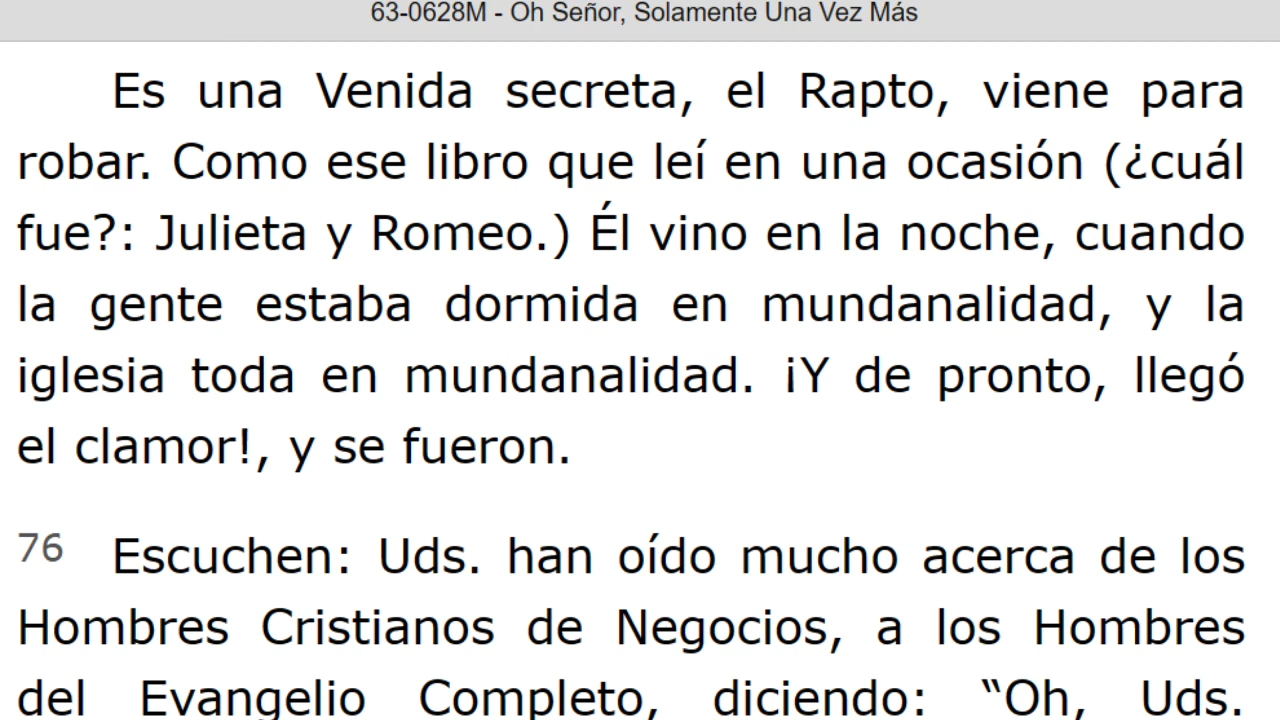 63-0628M - Oh Señor, Solamente Una Vez Más
Es una Venida secreta, el Rapto, viene para
robar. Como ese libro que leí en una ocasión (¿cuál
fue?: Julieta y Romeo.) Él vino en la noche, cuando
la gente estaba dormida en mundanalidad, y la
iglesia toda en mundanalidad. ¡Y de pronto, llegó
el clamor!, y se fueron.
76 Escuchen: Uds. han oído mucho acerca de los
Hombres Cristianos de Negocios, a los Hombres
del Evangelio Completo, diciendo: “Oh, Uds.